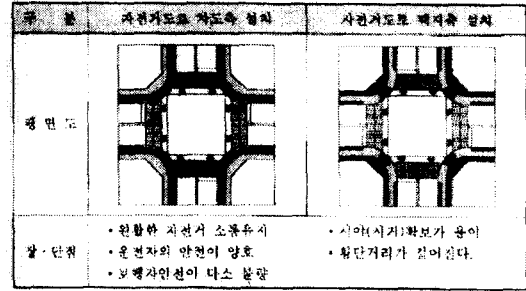 구 분
자전거도로 차도측 설치
자전거도로 택지측 설치
평 면 도
장·단점
• 원활한 자전거 소통유지
• 운전자의 안전이 양호
• 보행자안전이 다소 불량
• 시야(시거)확보가 용이
• 횡단거리가 길어진다.